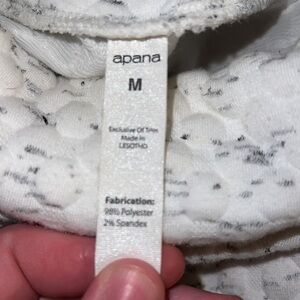 apana
M
Exclusive Of Trim
Made in
LESOTHO
Fabrication:
98% Polyester
2% Spandex